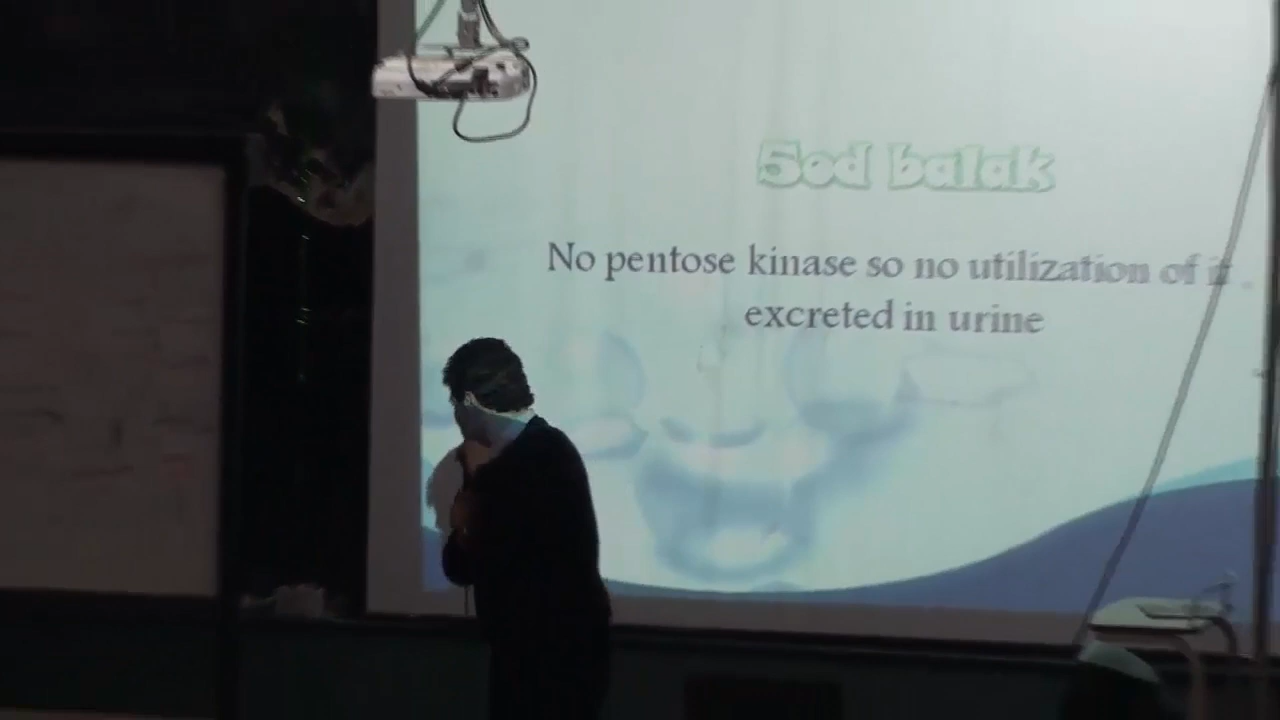 5od balak
No pentose kinase so no utilization of it .
excreted in urine